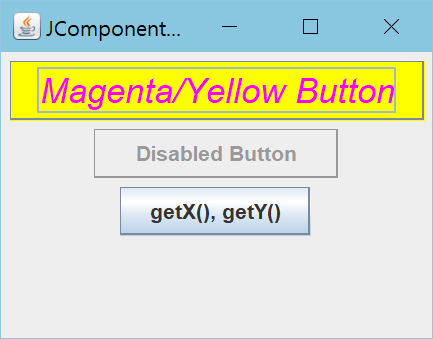 JComponent...
Magenta/Yellow Button
Disabled Button
getX(), getY()